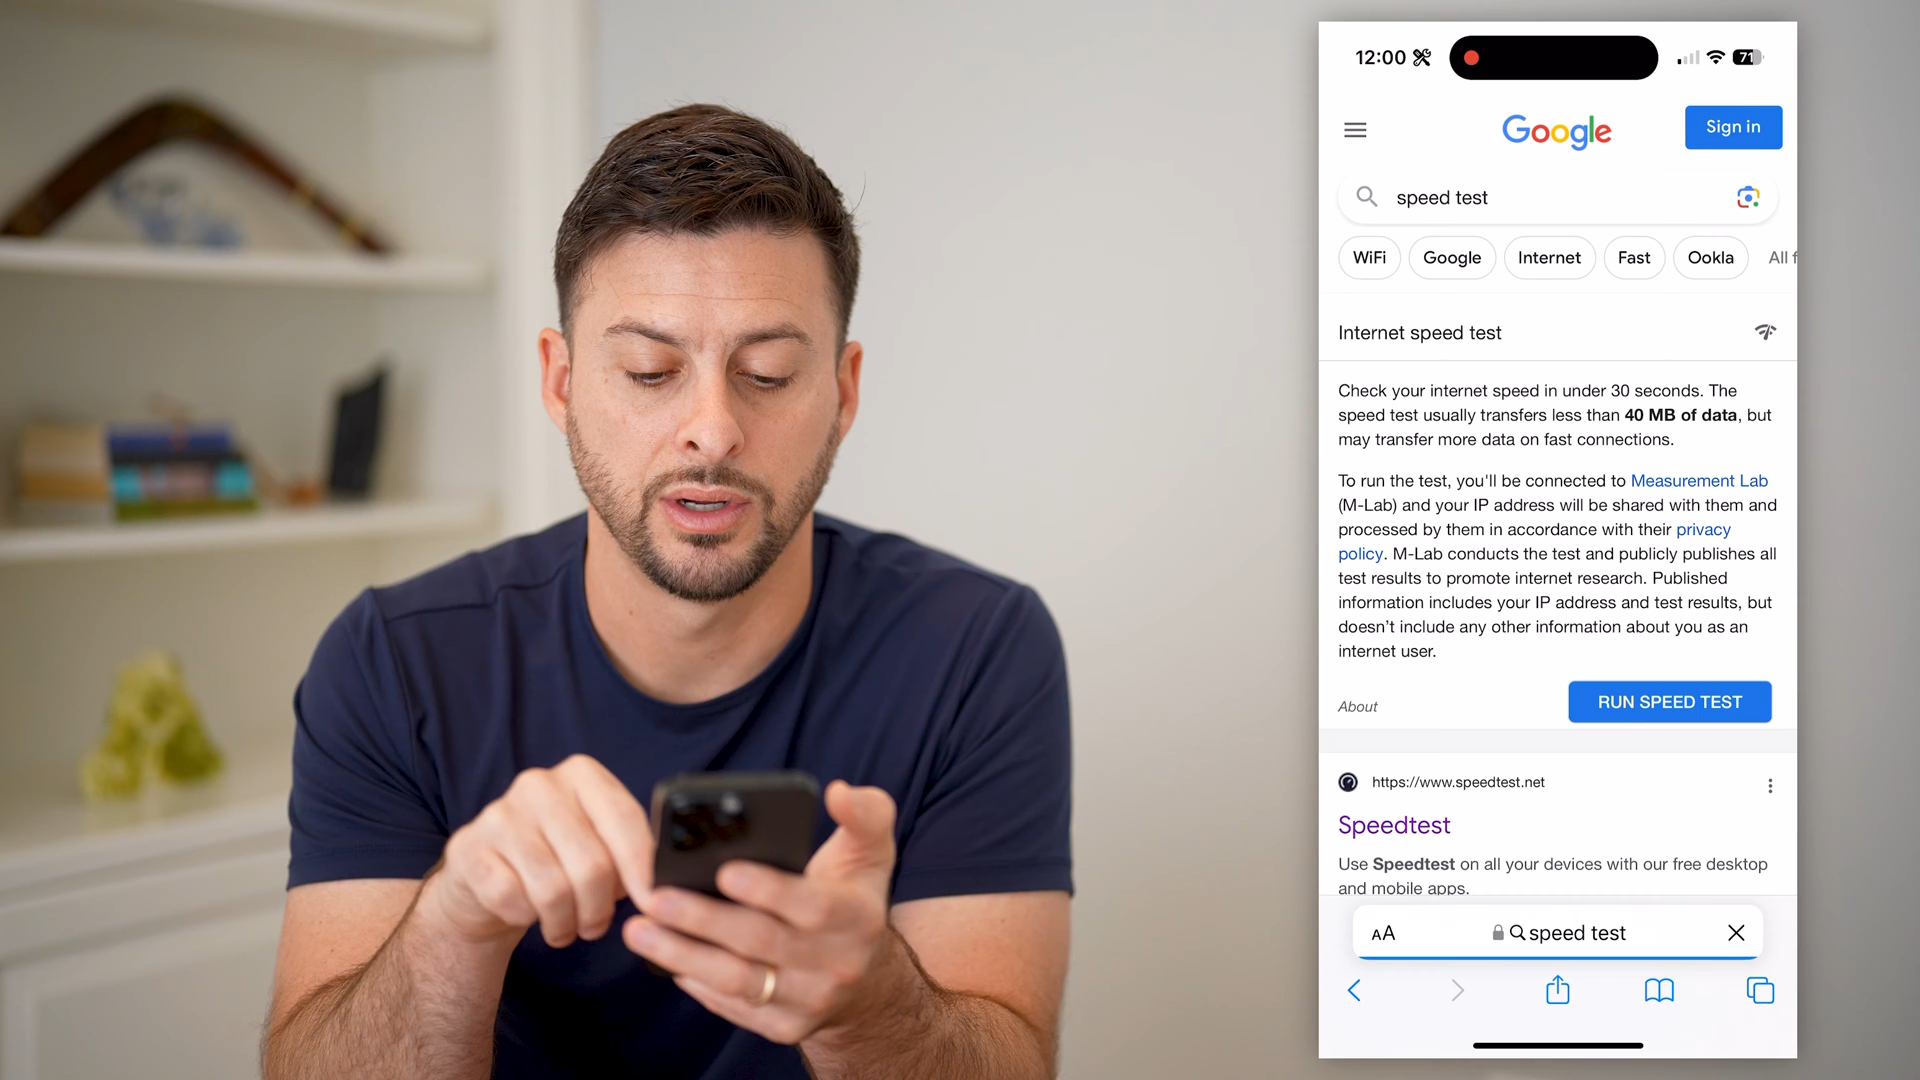 12:00
71
Google
Sign in
speed test
WiFi
Google
Internet
Fast
Ookla
All f
Internet speed test
Check your internet speed in under 30 seconds. The
speed test usually transfers less than 40 MB of data, but
may transfer more data on fast connections.
To run the test, you'll be connected to Measurement Lab
(M-Lab) and your IP address will be shared with them and
processed by them in accordance with their privacy
policy. M-Lab conducts the test and publicly publishes all
test results to promote internet research. Published
information includes your IP address and test results, but
doesn’t include any other information about you as an
internet user.
About
RUN SPEED TEST
https://www.speedtest.net
Speedtest
Use Speedtest on all your devices with our free desktop
and mobile apps.
AA
speed test